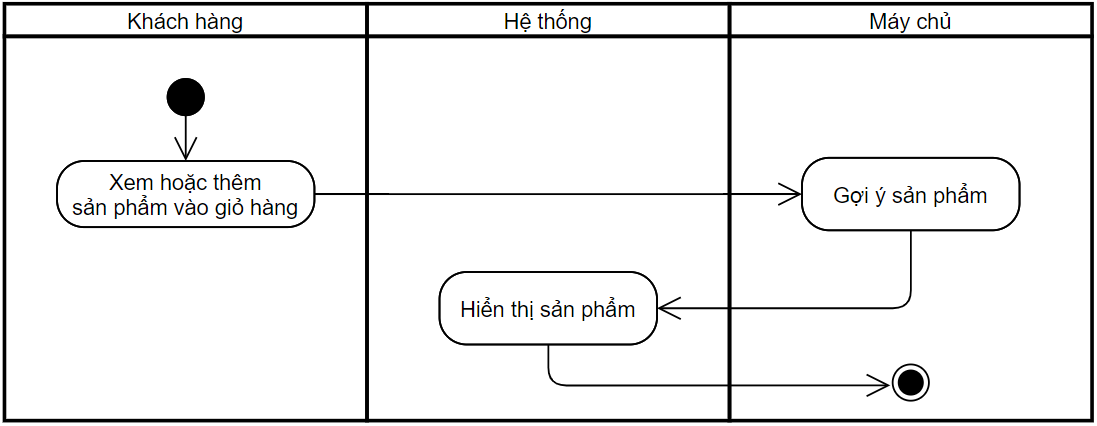 Khách hàng
Hệ thống
Máy chủ
Xem hoặc thêm
sản phẩm vào giỏ hàng
Gợi ý sản phẩm
Hiển thị sản phẩm